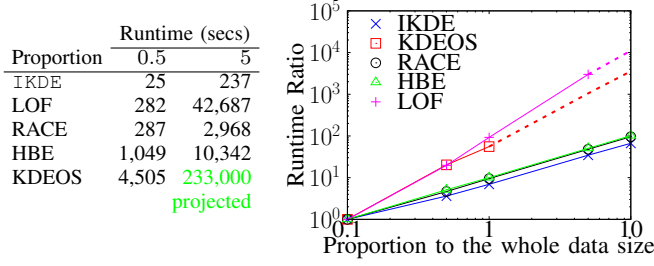 Runtime (secs)
Proportion 0.5 5
IKDE 25 237
LOF 282 42,687
RACE 287 2,968
HBE 1,049 10,342
KDEOS 4,505 233,000
projected
10^5
10^4
10^3
10^2
10^1
10^0
Runtime Ratio
IKDE
KDEOS
RACE
HBE
LOF
0.1 1 10
Proportion to the whole data size